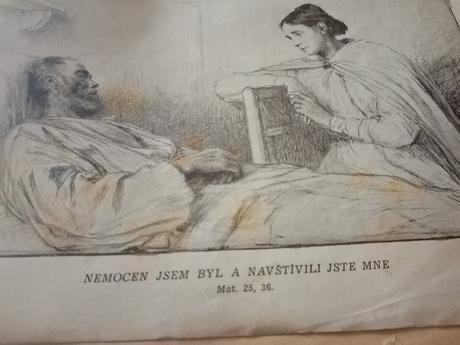 NEMOCEN JSEM BYL A NAVŠTÍVILI JSTE MNE
Mat. 25, 36.